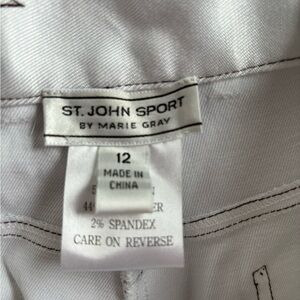 ST. JOHN SPORT
BY MARIE GRAY
12
MADE IN
CHINA
2% SPANDEX
CARE ON REVERSE